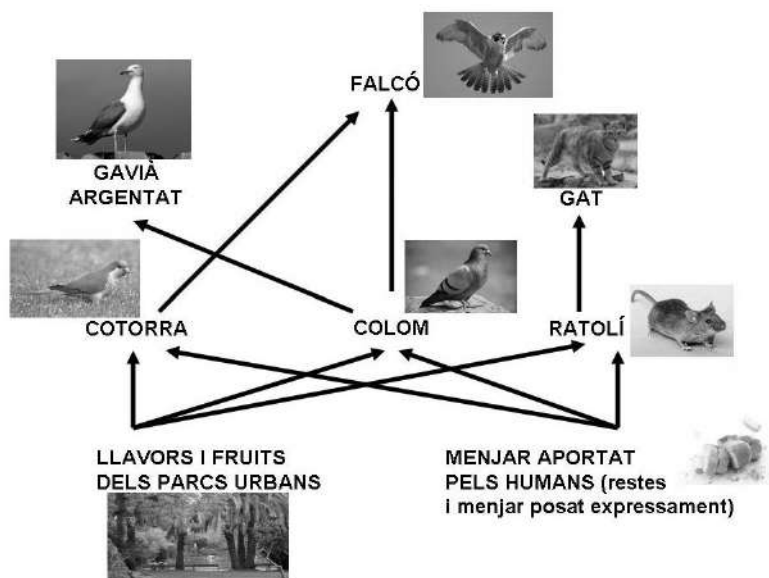 FALCÓ
GAVIÀ
ARGENTAT
GAT
COTORRA
COLOM
RATOLÍ
LLAVORS I FRUITS
DELS PARCS URBANS
MENJAR APORTAT
PELS HUMANS (restes
i menjar posat expressament)